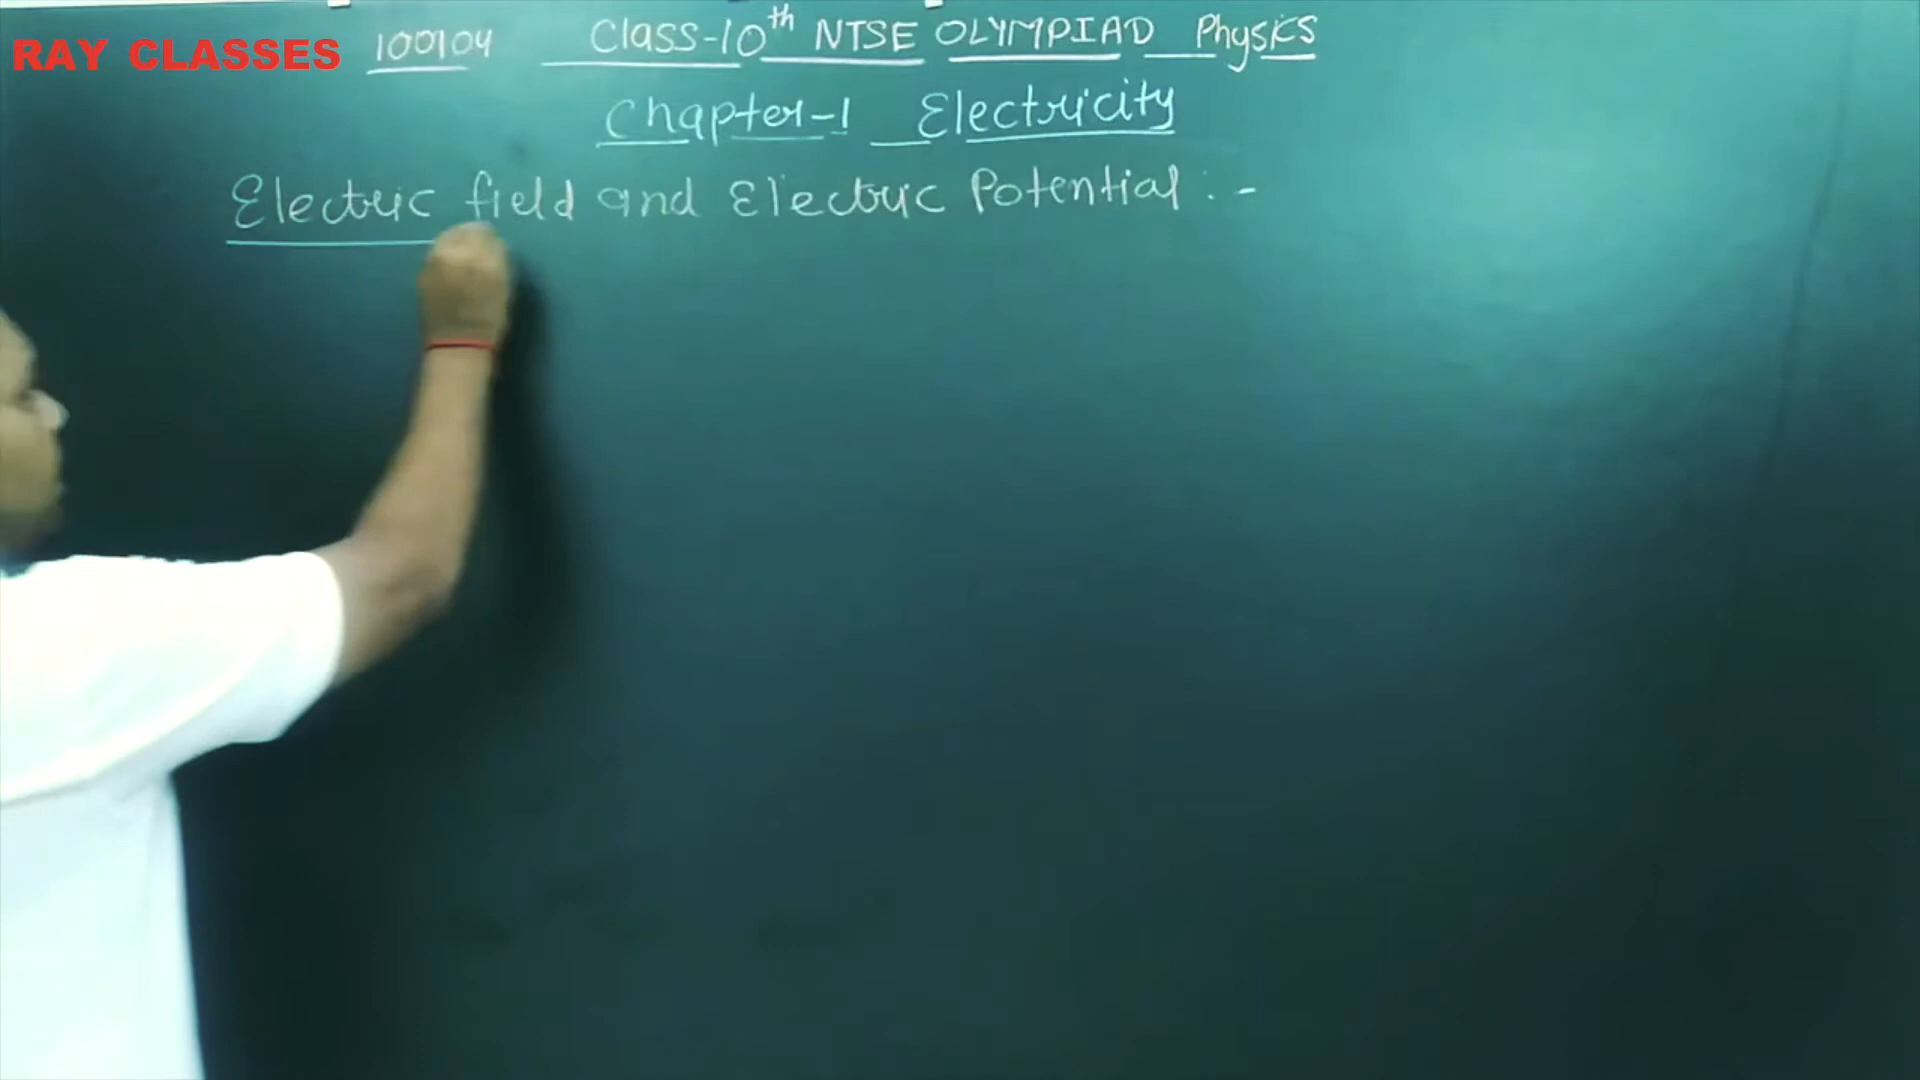 RAY CLASSES 100104 Class-10th NTSE OLYMPIAD Physics
Chapter-1 Electricity
Electric field and Electric Potential :-